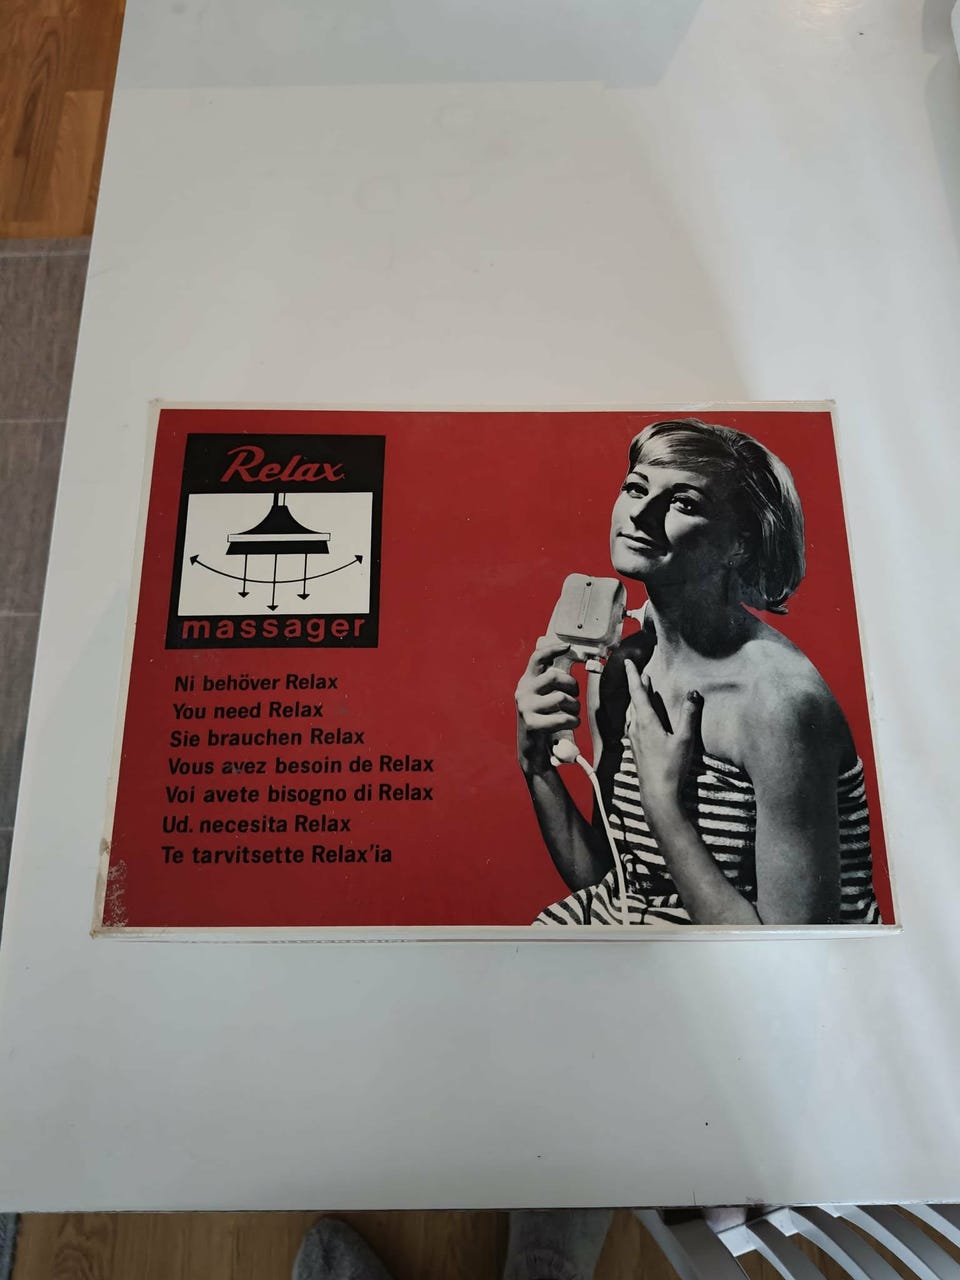 Relax
massager
Ni behöver Relax
You need Relax
Sie brauchen Relax
Vous avez besoin de Relax
Voi avete bisogno di Relax
Ud. necesita Relax
Te tarvitsette Relax'ia